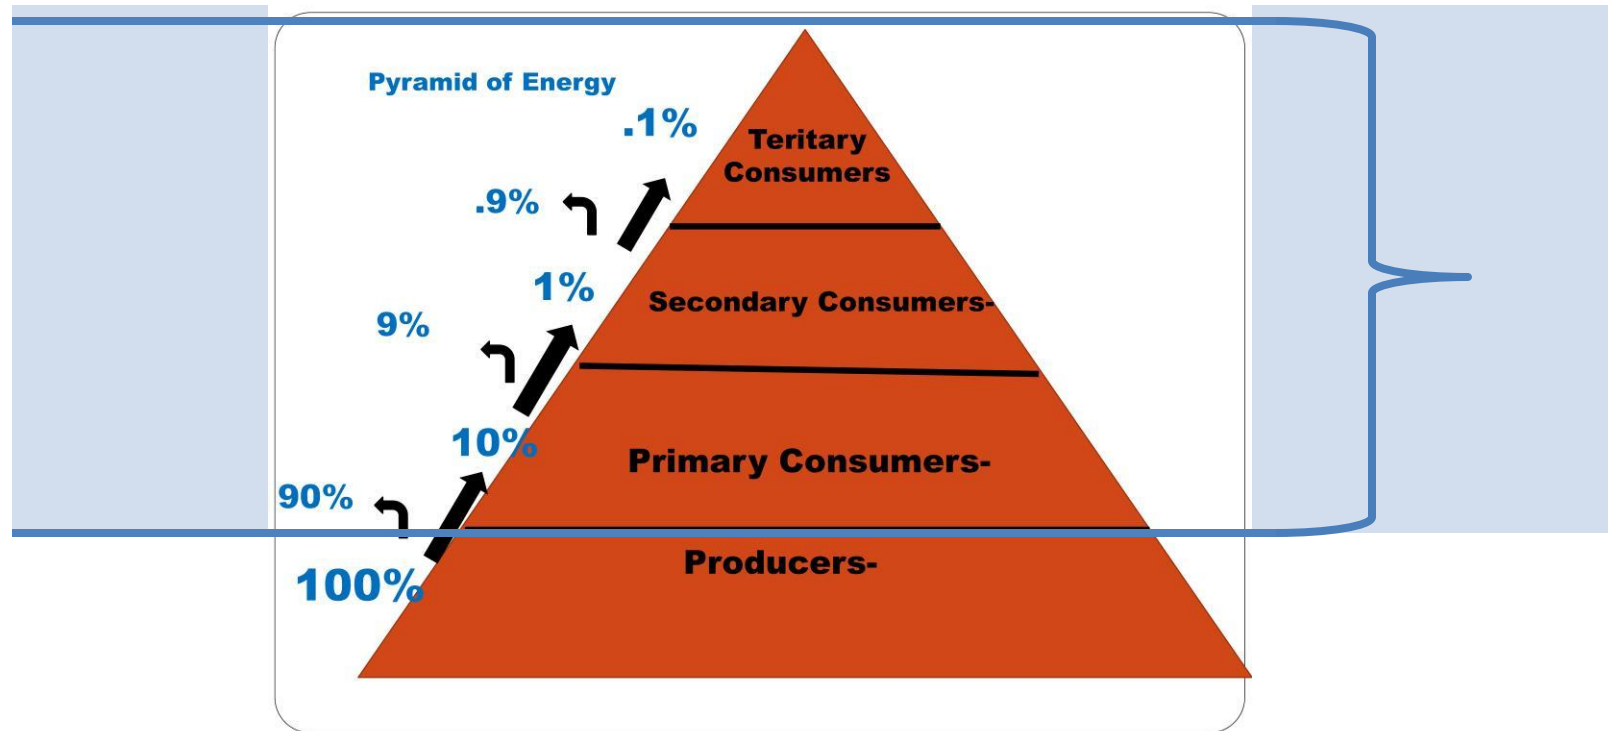 Pyramid of Energy
.1%
Teritary
Consumers
.9%
1%
Secondary Consumers-
9%
10%
Primary Consumers-
90%
Producers-
100%